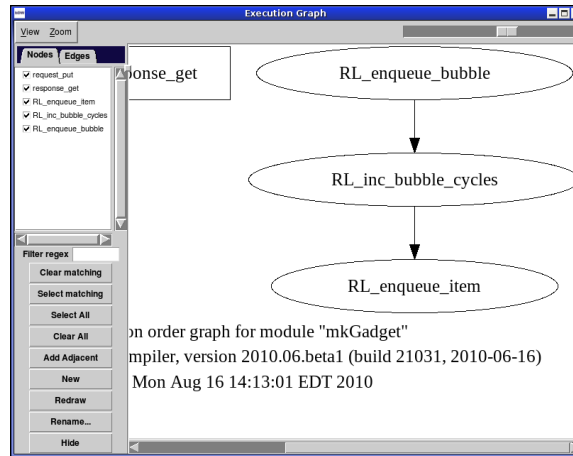 Execution Graph
View Zoom
Nodes Edges
request_put
response_get
RL_enqueue_item
RL_inc_bubble_cycles
RL_enqueue_bubble
Filter regex
Clear matching
Select matching
Select All
Clear All
Add Adjacent
New
Redraw
Rename...
Hide
ponse_get
RL_enqueue_bubble
RL_inc_bubble_cycles
RL_enqueue_item
on order graph for module "mkGadget"
mpiler, version 2010.06.beta1 (build 21031, 2010-06-16)
Mon Aug 16 14:13:01 EDT 2010